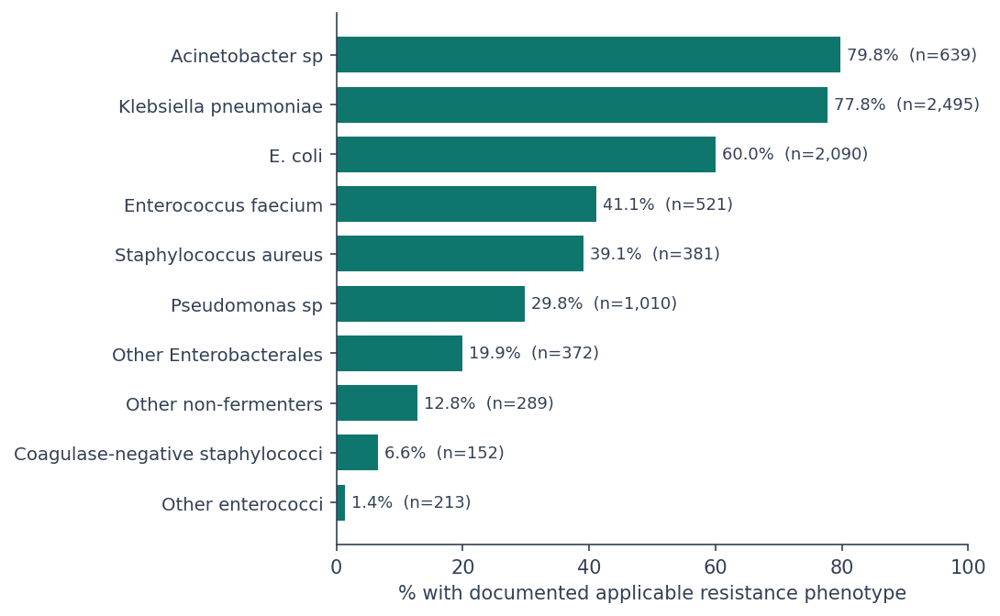 Acinetobacter sp 79.8% (n=639)
Klebsiella pneumoniae 77.8% (n=2,495)
E. coli 60.0% (n=2,090)
Enterococcus faecium 41.1% (n=521)
Staphylococcus aureus 39.1% (n=381)
Pseudomonas sp 29.8% (n=1,010)
Other Enterobacterales 19.9% (n=372)
Other non-fermenters 12.8% (n=289)
Coagulase-negative staphylococci 6.6% (n=152)
Other enterococci 1.4% (n=213)
0 20 40 60 80 100
% with documented applicable resistance phenotype